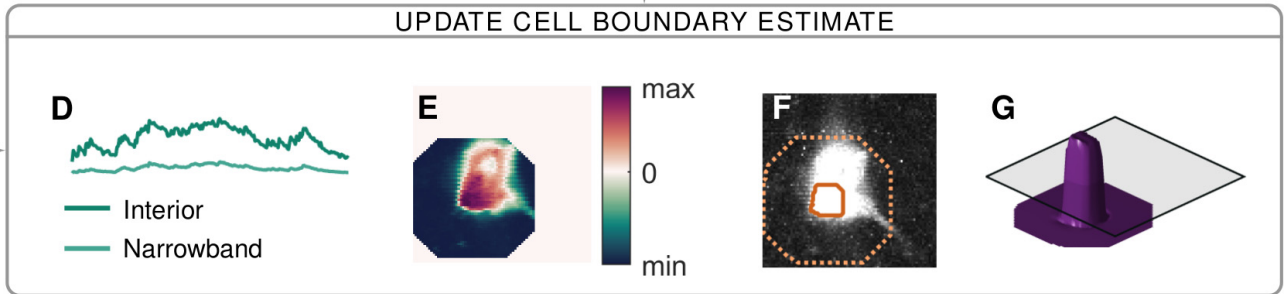 UPDATE CELL BOUNDARY ESTIMATE
D
Interior
Narrowband
E
max
0
min
F
G